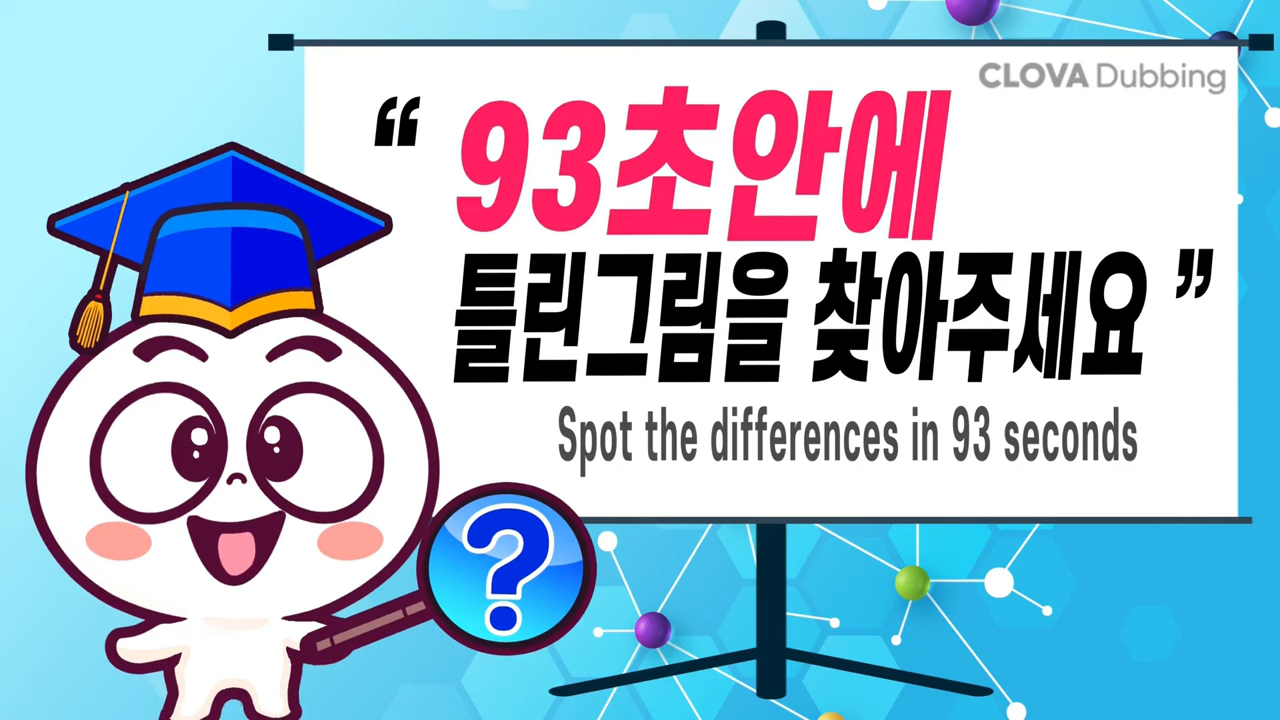 CLOVA Dubbing
“ 93초안에
틀린그림을 찾아주세요 ”
Spot the differences in 93 seconds
?